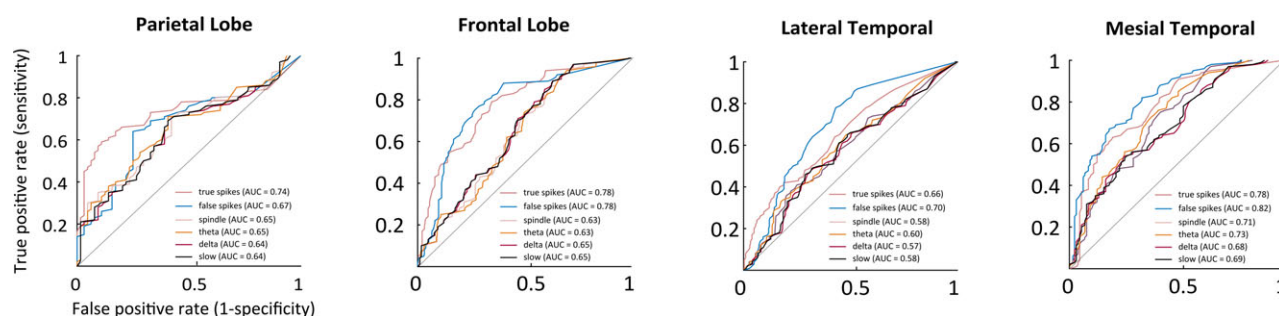 Parietal Lobe
True positive rate (sensitivity)
1
0.8
0.6
0.4
0.2
true spikes (AUC = 0.74)
false spikes (AUC = 0.67)
spindle (AUC = 0.65)
theta (AUC = 0.65)
delta (AUC = 0.64)
slow (AUC = 0.64)
0 0.5 1
False positive rate (1-specificity)
Frontal Lobe
1
0.8
0.6
0.4
0.2
true spikes (AUC = 0.78)
false spikes (AUC = 0.78)
spindle (AUC = 0.63)
theta (AUC = 0.63)
delta (AUC = 0.65)
slow (AUC = 0.65)
0 0.5 1
Lateral Temporal
1
0.8
0.6
0.4
0.2
true spikes (AUC = 0.66)
false spikes (AUC = 0.70)
spindle (AUC = 0.58)
theta (AUC = 0.60)
delta (AUC = 0.57)
slow (AUC = 0.58)
0 0.5 1
Mesial Temporal
1
0.8
0.6
0.4
0.2
true spikes (AUC = 0.78)
false spikes (AUC = 0.82)
spindle (AUC = 0.71)
theta (AUC = 0.73)
delta (AUC = 0.68)
slow (AUC = 0.69)
0 0.5 1